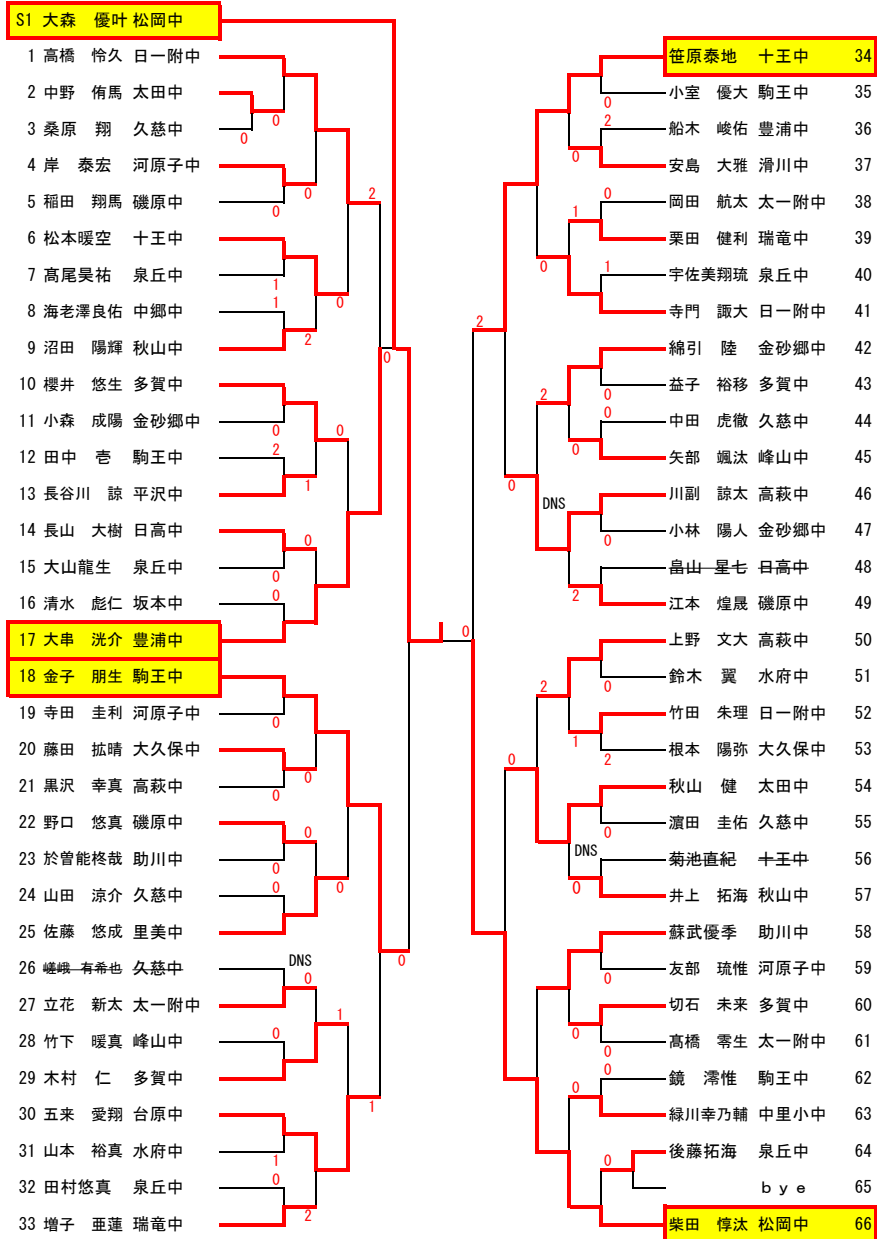 S1 大森 優叶 松岡中
1 高橋 怜久 日一附中
2 中野 侑馬 太田中
0
3 桑原 翔 久慈中
0
4 岸 泰宏 河原子中
0
2
5 稲田 翔馬 磯原中
0
6 松本暖空 十王中
7 髙尾昊祐 泉丘中
1
8 海老澤良佑 中郷中
1
0
9 沼田 陽輝 秋山中
2
0
10 櫻井 悠生 多賀中
11 小森 成陽 金砂郷中
0
0
12 田中 壱 駒王中
2
13 長谷川 諒 平沢中
1
14 長山 大樹 日高中
0
15 大山龍生 泉丘中
0
16 清水 彪仁 坂本中
0
17 大串 洸介 豊浦中
18 金子 朋生 駒王中
19 寺田 圭利 河原子中
0
20 藤田 拡晴 大久保中
0
21 黒沢 幸真 高萩中
0
22 野口 悠真 磯原中
0
23 於曽能柊哉 助川中
0
24 山田 涼介 久慈中
0
0
25 佐藤 悠成 里美中
26 嵯峨 有希也 久慈中
DNS
0
0
27 立花 新太 太一附中
1
28 竹下 暖真 峰山中
0
29 木村 仁 多賀中
30 五来 愛翔 台原中
1
31 山本 裕真 水府中
1
32 田村悠真 泉丘中
0
33 増子 亜蓮 瑞竜中
2
笹原泰地 十王中 34
小室 優大 駒王中 35
0
船木 峻佑 豊浦中 36
2
安島 大雅 滑川中 37
0
岡田 航太 太一附中 38
0
栗田 健利 瑞竜中 39
1
宇佐美翔琉 泉丘中 40
1
0
寺門 諏大 日一附中 41
2
綿引 陸 金砂郷中 42
益子 裕移 多賀中 43
0
2
中田 虎徹 久慈中 44
0
矢部 颯汰 峰山中 45
0
川副 諒太 高萩中 46
0
DNS
小林 陽人 金砂郷中 47
0
畠山 星七 日高中 48
江本 煌晟 磯原中 49
2
0
上野 文大 高萩中 50
鈴木 翼 水府中 51
0
2
竹田 朱理 日一附中 52
1
根本 陽弥 大久保中 53
2
0
秋山 健 太田中 54
濵田 圭佑 久慈中 55
0
DNS
菊池直紀 十王中 56
井上 拓海 秋山中 57
0
蘇武優季 助川中 58
友部 琉惟 河原子中 59
0
切石 未来 多賀中 60
0
髙橋 零生 太一附中 61
0
鏡 澪惟 駒王中 62
0
緑川幸乃輔 中里小中 63
0
後藤拓海 泉丘中 64
0
bye 65
柴田 惇汰 松岡中 66